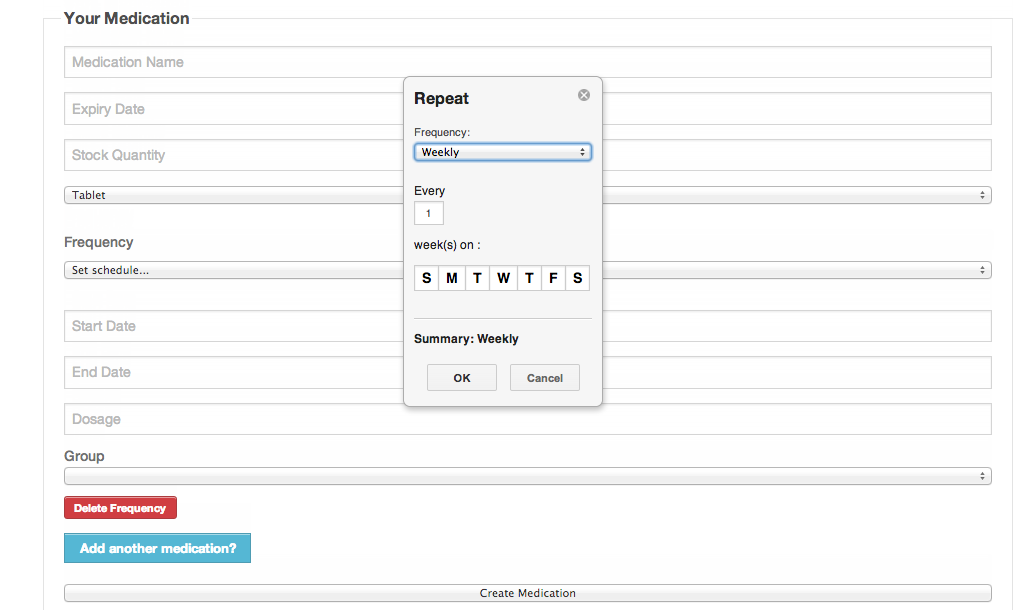 Your Medication
Medication Name
Expiry Date
Stock Quantity
Tablet
Frequency
Set schedule...
Start Date
End Date
Dosage
Group
Delete Frequency
Add another medication?
Create Medication
Repeat
Frequency:
Weekly
Every
1
week(s) on :
S M T W T F S
Summary: Weekly
OK Cancel